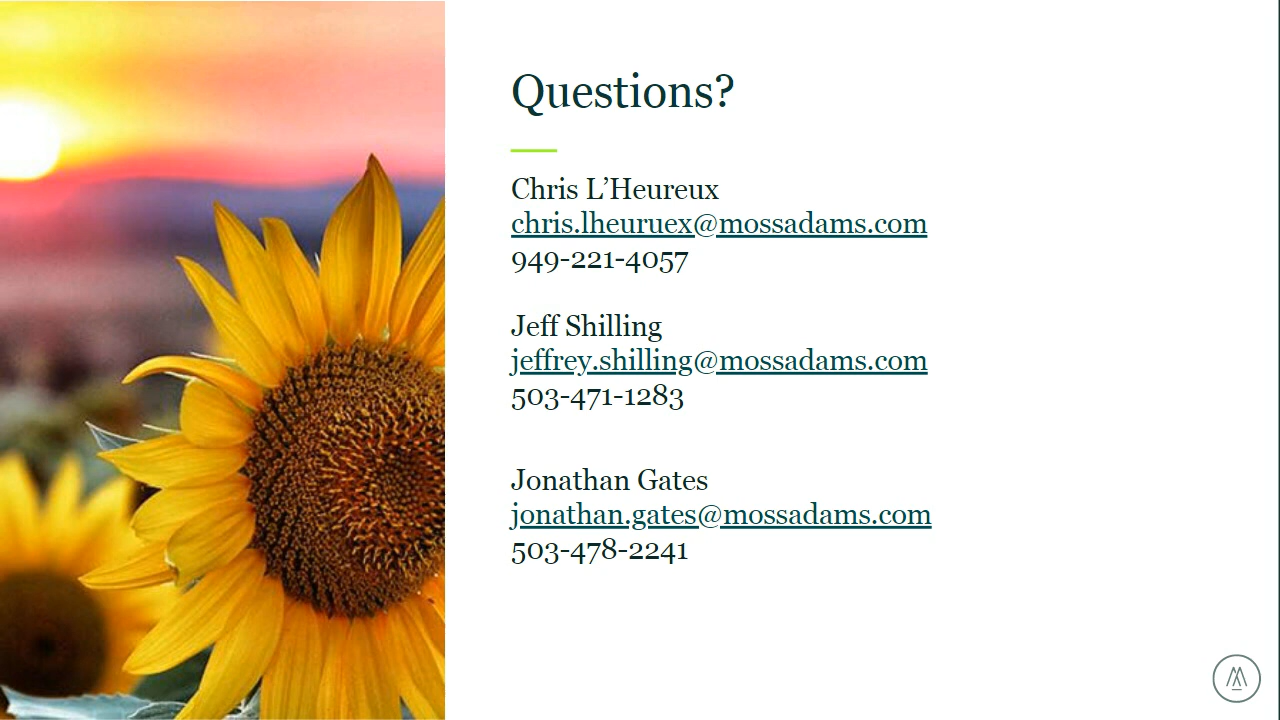 Questions?
Chris L’Heureux
chris.lheuruex@mossadams.com
949-221-4057
Jeff Shilling
jeffrey.shilling@mossadams.com
503-471-1283
Jonathan Gates
jonathan.gates@mossadams.com
503-478-2241